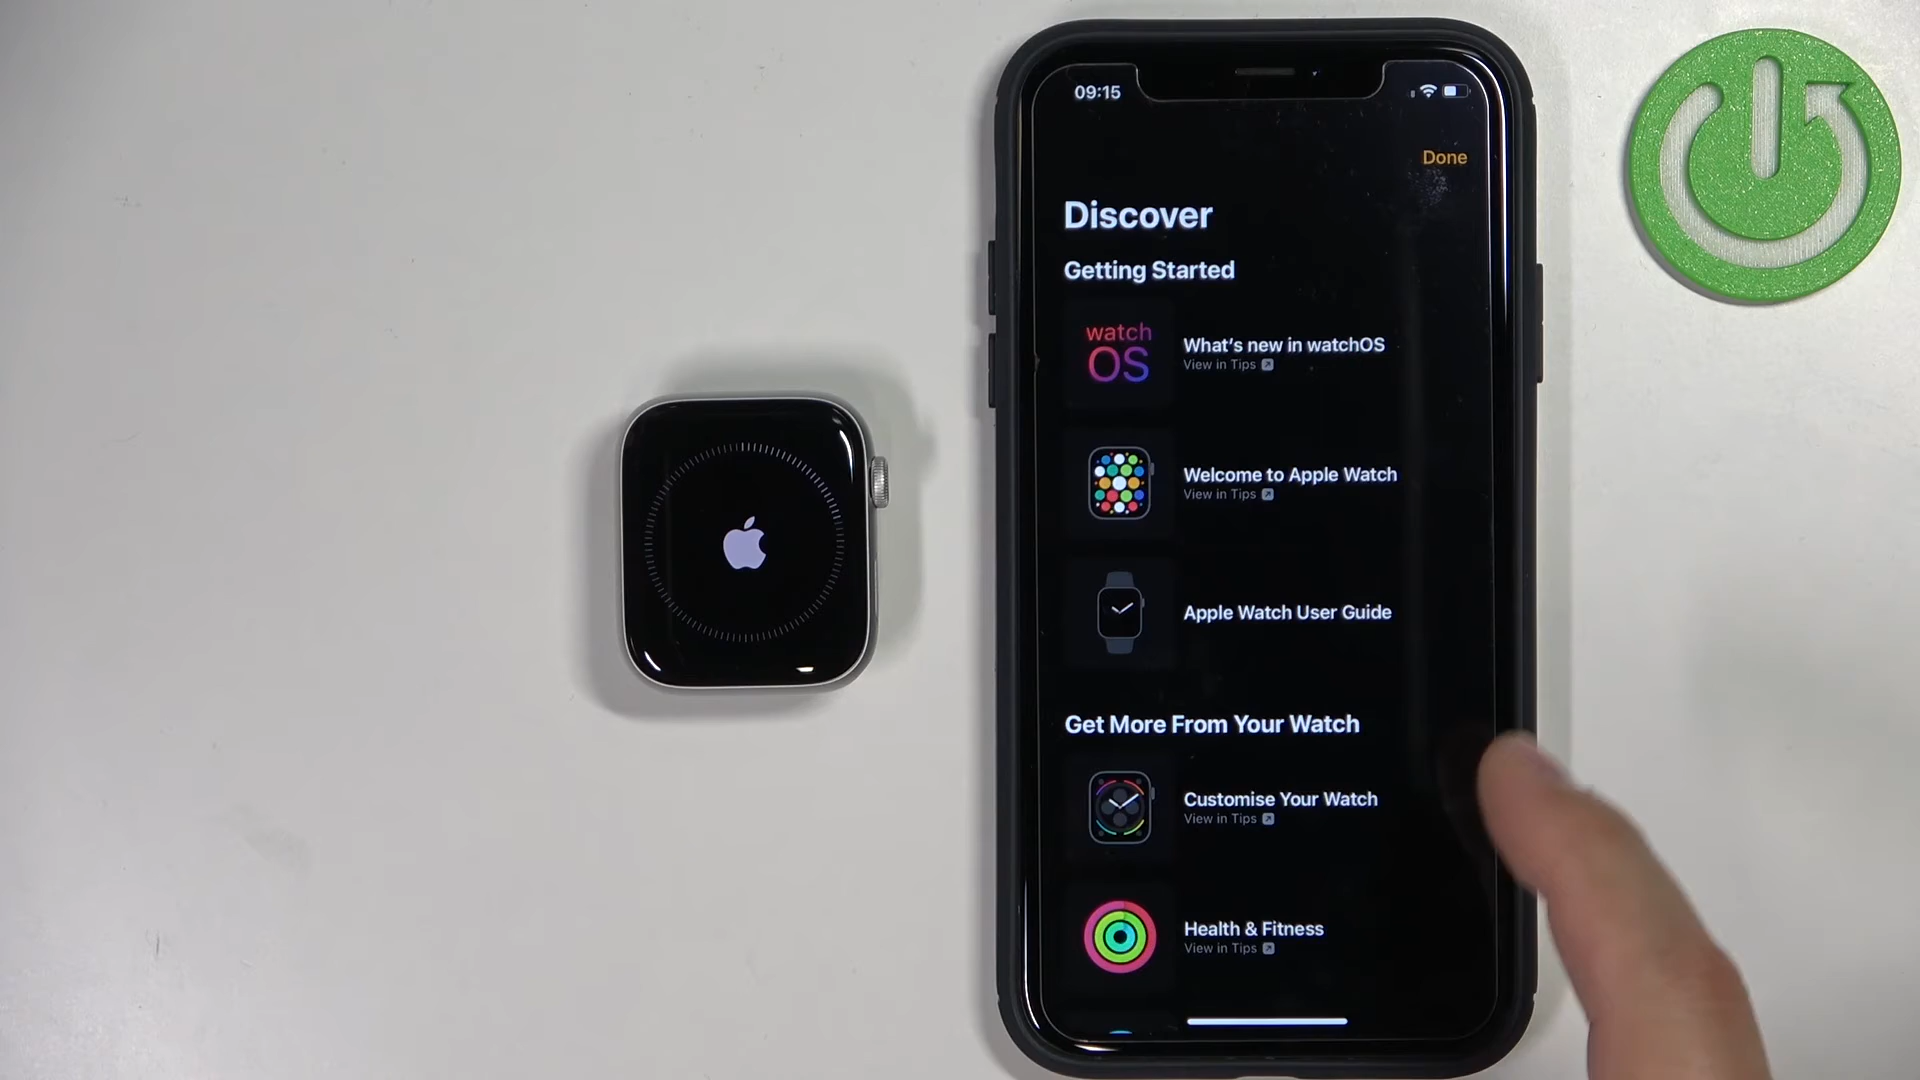 09:15
Done
Discover
Getting Started
watch
OS
What's new in watchOS
View in Tips
Welcome to Apple Watch
View in Tips
Apple Watch User Guide
Get More From Your Watch
Customise Your Watch
View in Tips
Health & Fitness
View in Tips